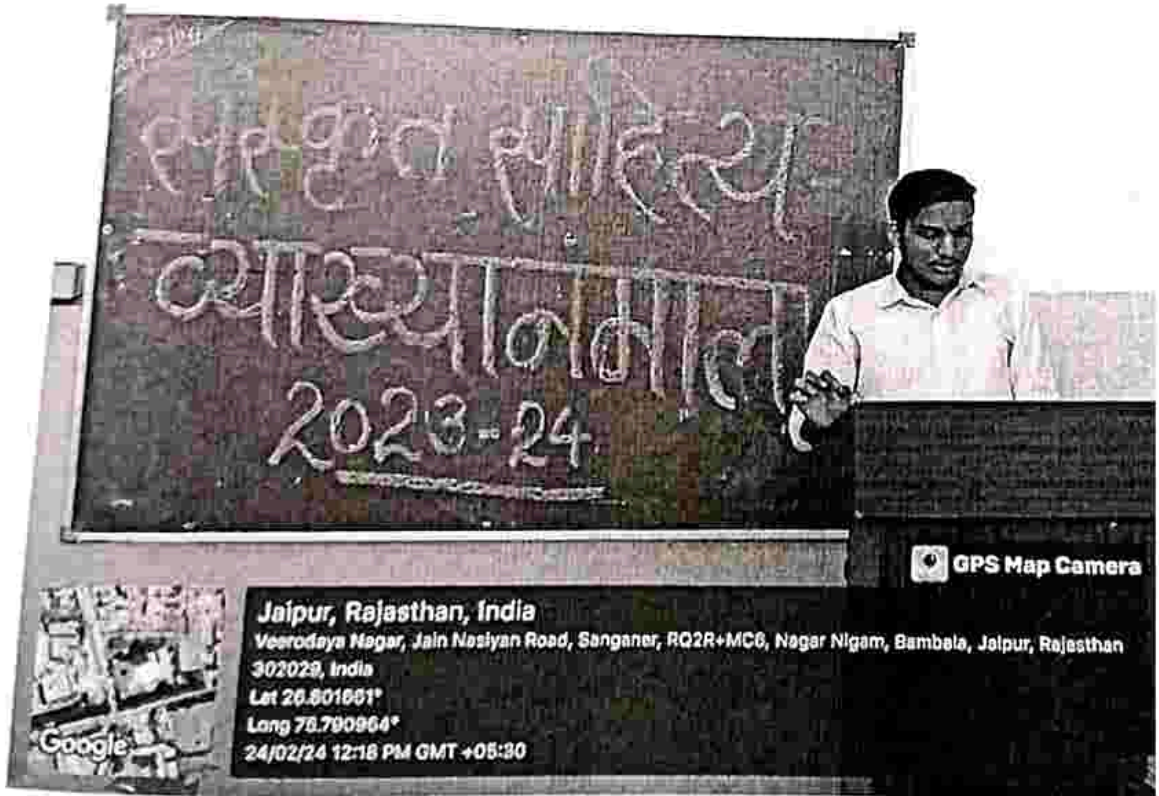 संस्कृत साहित्य
व्याख्यानमाला
2023-24
GPS Map Camera
Jaipur, Rajasthan, India
Veerodaya Nagar, Jain Nasiyan Road, Sanganer, RQ2R+MC6, Nagar Nigam, Bambala, Jaipur, Rajasthan
302029, India
Lat 26.801661°
Long 75.790964°
24/02/24 12:18 PM GMT +05:30
Google